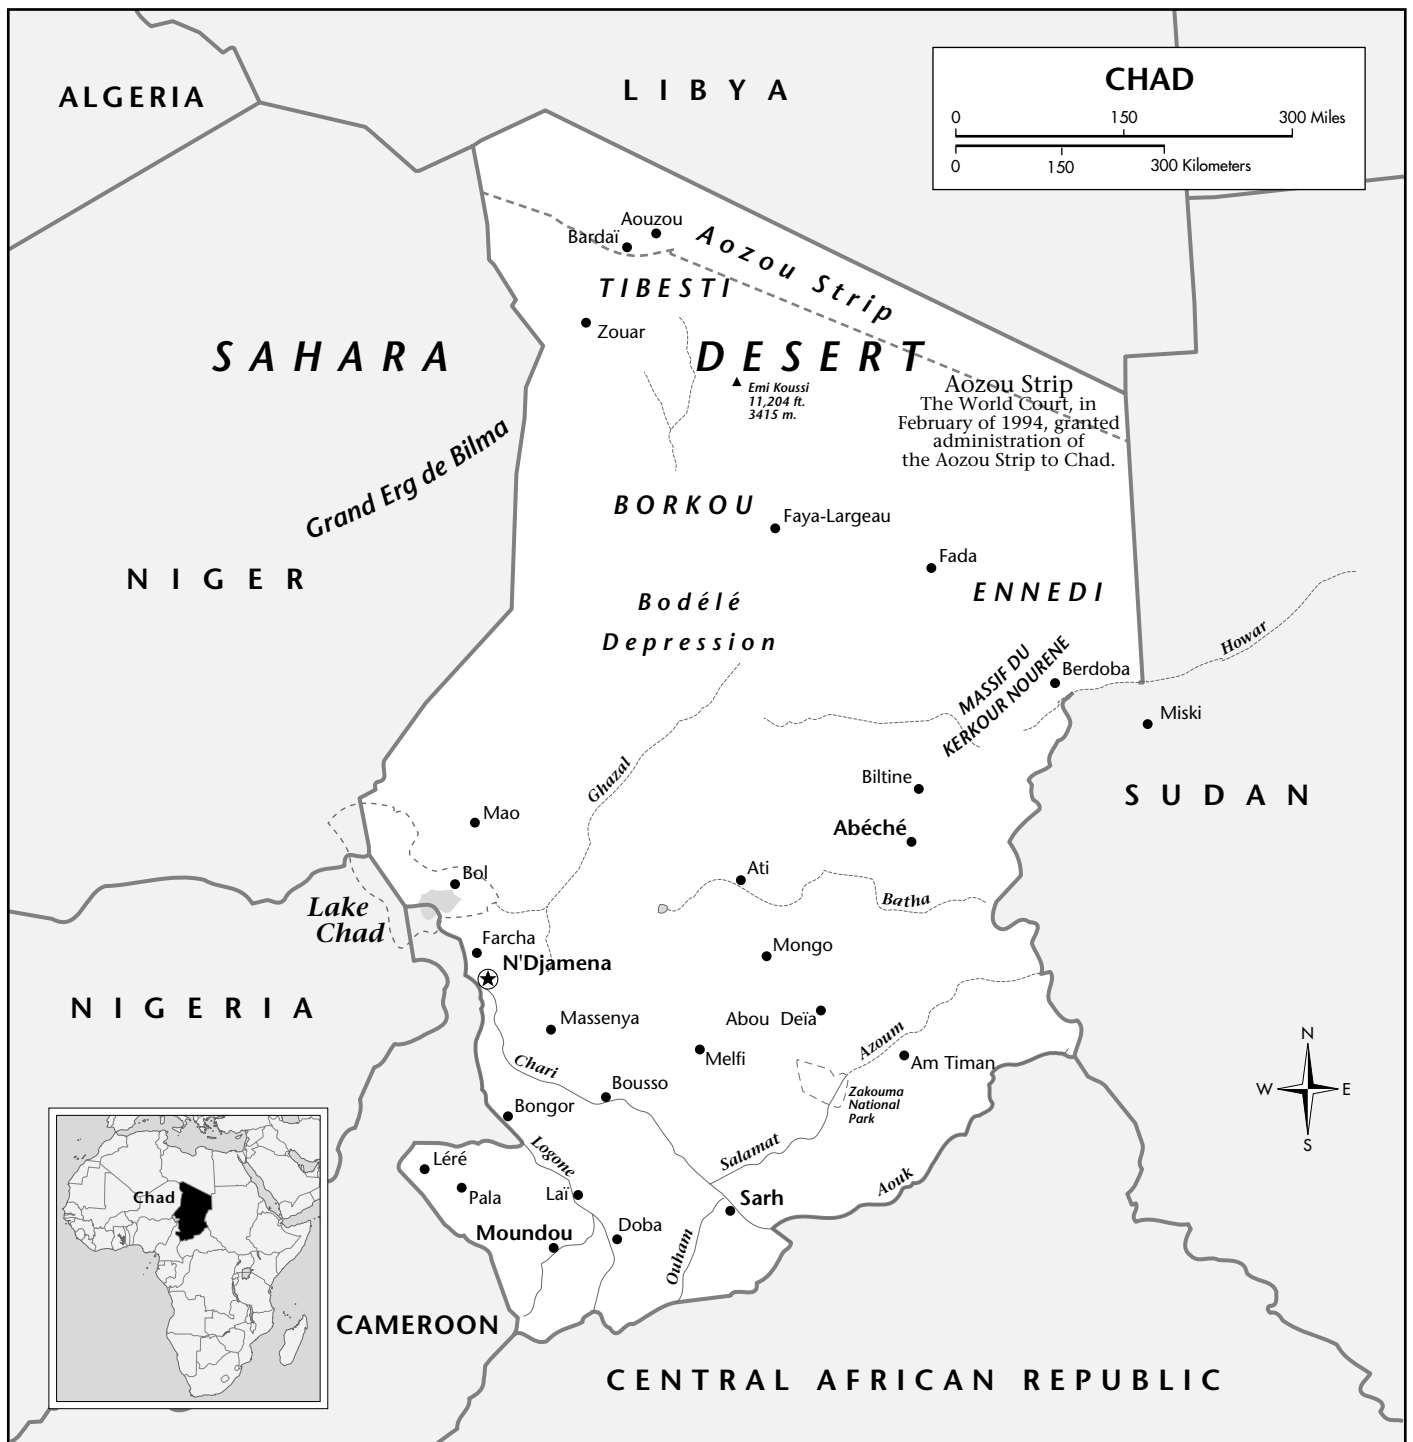 ALGERIA
LIBYA
CHAD
0 150 300 Miles
0 150 300 Kilometers
Aouzou
Bardaï
Aozou Strip
TIBESTI
Zouar
SAHARA
DESERT
Emi Koussi
11,204 ft.
3415 m.
Aozou Strip
The World Court, in
February of 1994, granted
administration of
the Aozou Strip to Chad.
Grand Erg de Bilma
BORKOU
Faya-Largeau
Fada
NIGER
ENNEDI
Bodélé
Depression
Howar
MASSIF DU
KERKOUR NOURENE
Berdoba
Miski
Ghazal
Biltine
SUDAN
Mao
Abéché
Ati
Bol
Batha
Lake
Chad
Farcha
N'Djamena
Mongo
NIGERIA
Massenya
Abou Deïa
Azoum
Melfi
Am Timan
Chari
Bousso
Zakouma
National
Park
Bongor
N
W E
S
Logone
Salamat
Léré
Aouk
Pala
Laï
Sarh
Chad
Moundou
Doba
Ouham
CAMEROON
CENTRAL AFRICAN REPUBLIC